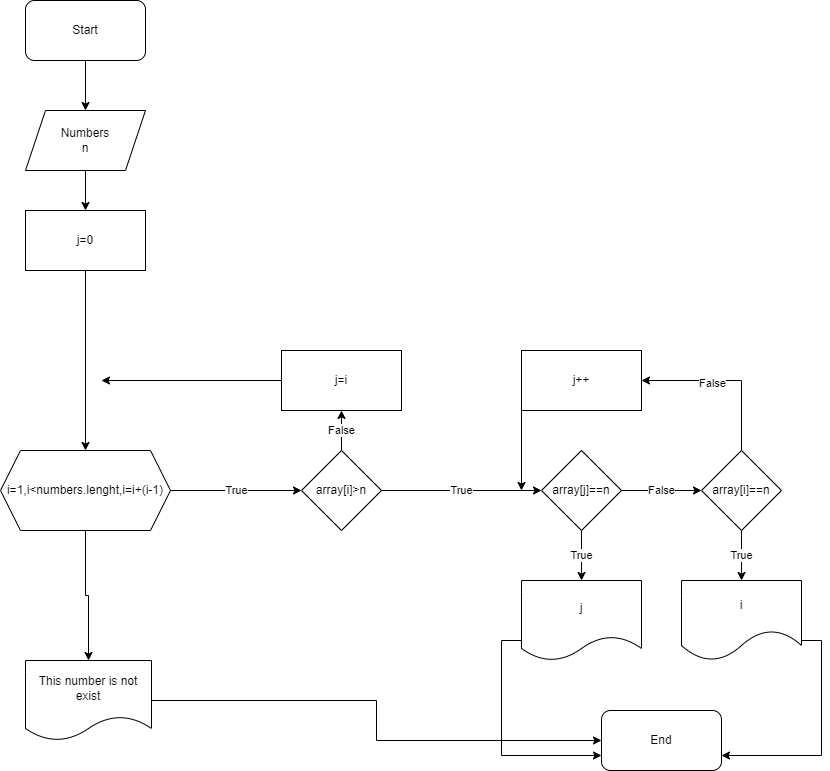 Start
Numbers
n
j=0
j=i
j++
False
False
i=1,i<numbers.lenght,i=i+(i-1)
True
array[i]>n
True
array[j]==n
False
array[i]==n
True
True
j
i
This number is not
exist
End